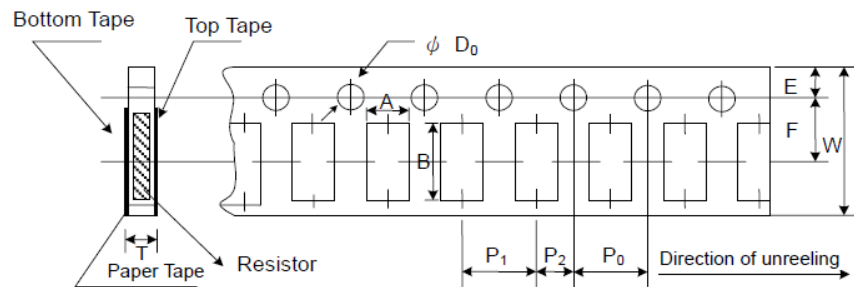 Bottom Tape
Top Tape
ϕ D₀
E
A
F
W
B
T
P₁
P₂
P₀
Direction of unreeling
Resistor
Paper Tape